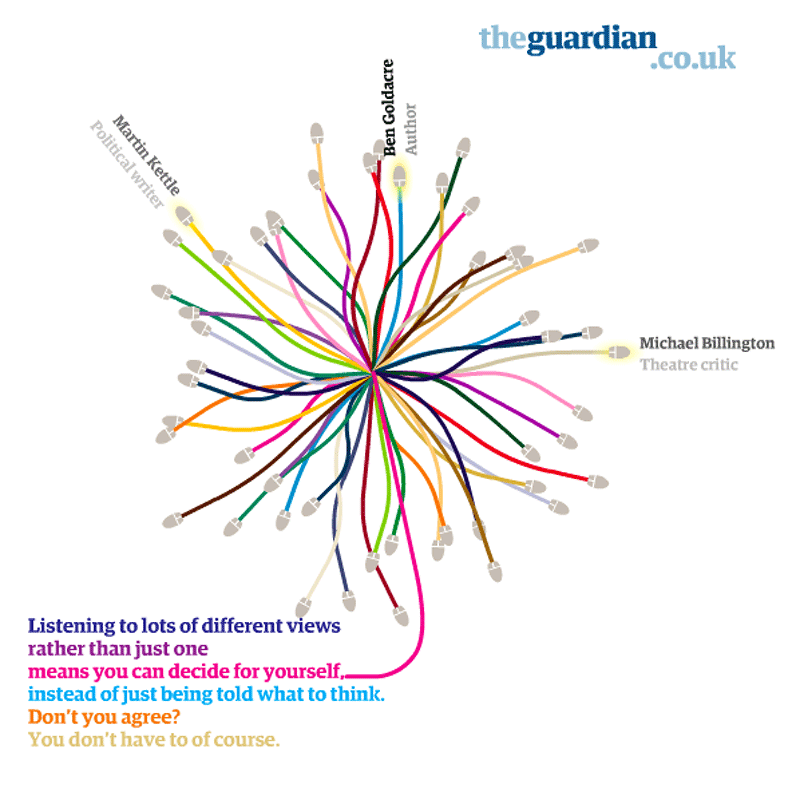 theguardian
.co.uk
Ben Goldacre
Author
Martin Kettle
Political writer
Michael Billington
Theatre critic
Listening to lots of different views
rather than just one
means you can decide for yourself,
instead of just being told what to think.
Don't you agree?
You don't have to of course.